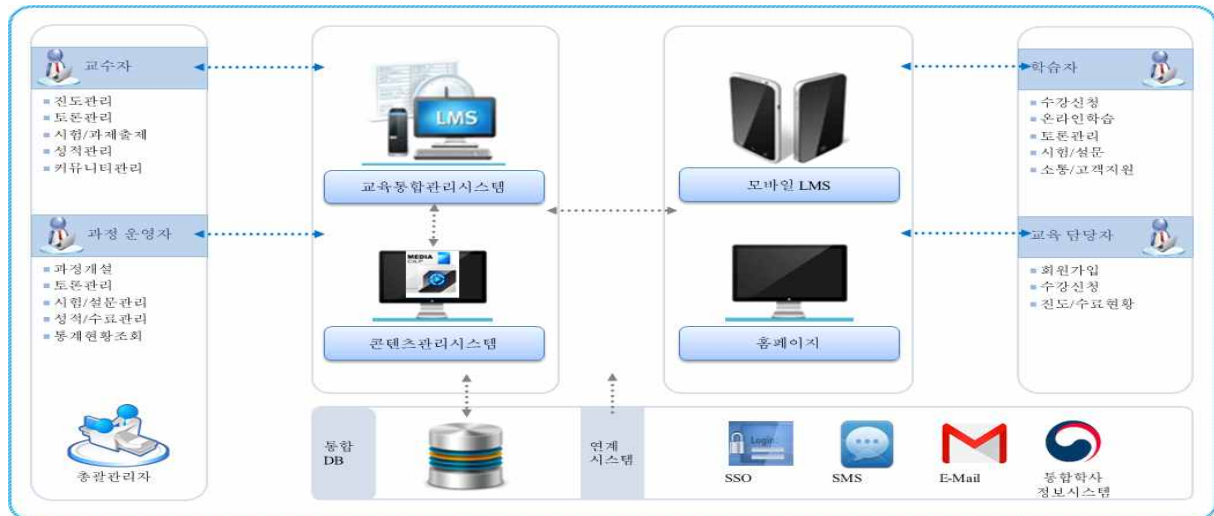 교수자
진도관리
토론관리
시험/과제출제
성적관리
커뮤니티관리
과정 운영자
과정개설
토론관리
시험/설문관리
성적/수료관리
통계현황조회
총괄관리자
LMS
교육통합관리시스템
MEDIA
콘텐츠관리시스템
모바일 LMS
홈페이지
학습자
수강신청
온라인학습
토론관리
시험/설문
소통/고객지원
교육 담당자
회원가입
수강신청
진도/수료현황
통합
DB
연계
시스템
Login
SSO
SMS
E-Mail
통합학사
정보시스템